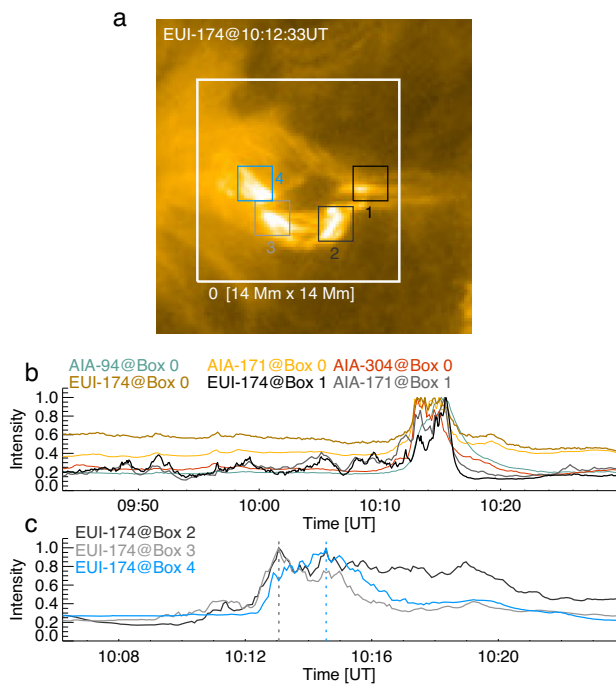 a
EUI-174@10:12:33UT
4
1
3
2
0 [14 Mm x 14 Mm]
b
AIA-94@Box 0 AIA-171@Box 0 AIA-304@Box 0
EUI-174@Box 0 EUI-174@Box 1 AIA-171@Box 1
Intensity
1.0
0.8
0.6
0.4
0.2
0.0
09:50 10:00 10:10 10:20
Time [UT]
c
EUI-174@Box 2
EUI-174@Box 3
EUI-174@Box 4
Intensity
1.0
0.8
0.6
0.4
0.2
0.0
10:08 10:12 10:16 10:20
Time [UT]